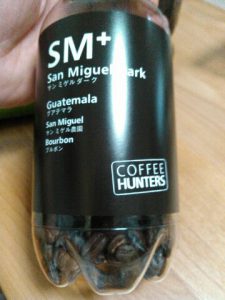 SM+
San Miguel Dark
サン ミゲル ダーク
Guatemala
グアテマラ
San Miguel
サン ミゲル農園
Bourbon
ブルボン
COFFEE
HUNTERS